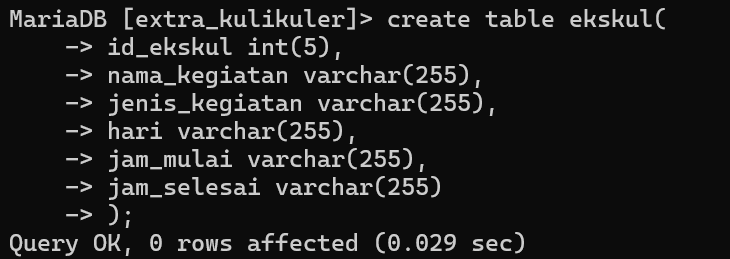 MariaDB [extra_kulikuler]> create table ekskul(
    -> id_ekskul int(5),
    -> nama_kegiatan varchar(255),
    -> jenis_kegiatan varchar(255),
    -> hari varchar(255),
    -> jam_mulai varchar(255),
    -> jam_selesai varchar(255)
    -> );
Query OK, 0 rows affected (0.029 sec)